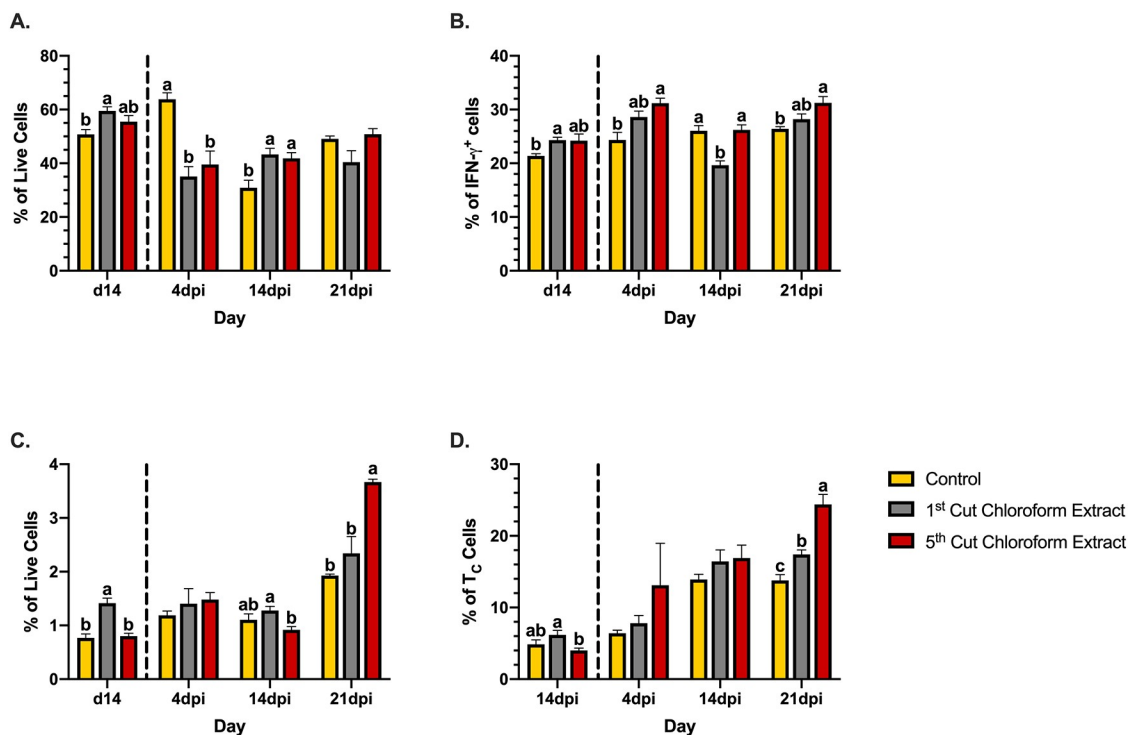 A.
80
60
40
20
0
% of Live Cells
b a ab
a b b
b a a
d14 4dpi 14dpi 21dpi
Day
B.
40
30
20
10
0
% of IFN-γ+ cells
b a ab
b ab a
a b a
b ab a
d14 4dpi 14dpi 21dpi
Day
C.
4
3
2
1
0
% of Live Cells
b a b
ab a b
b b a
d14 4dpi 14dpi 21dpi
Day
D.
30
20
10
0
% of TC Cells
ab a b
c b a
14dpi 4dpi 14dpi 21dpi
Day
Control
1st Cut Chloroform Extract
5th Cut Chloroform Extract